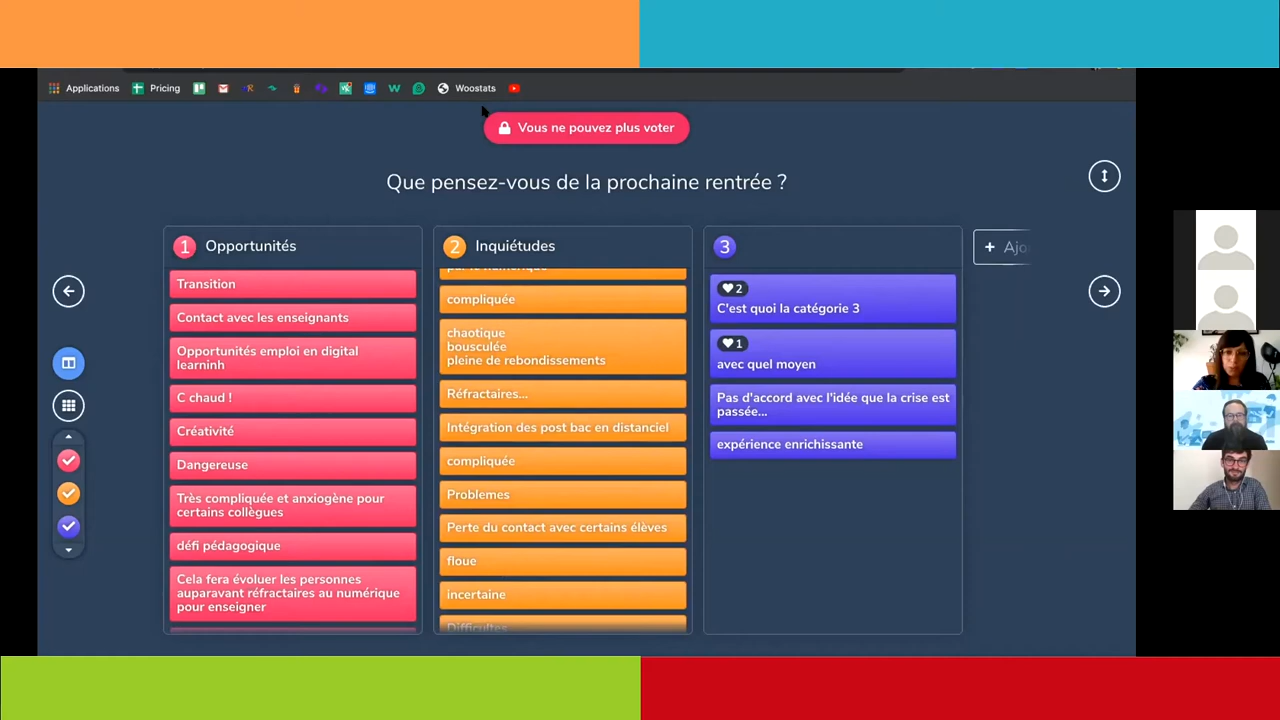 Applications
Pricing
Woostats
Vous ne pouvez plus voter
Que pensez-vous de la prochaine rentrée ?
1 Opportunités
Transition
Contact avec les enseignants
Opportunités emploi en digital
learninh
C chaud !
Créativité
Dangereuse
Très compliquée et anxiogène pour
certains collègues
défi pédagogique
Cela fera évoluer les personnes
auparavant réfractaires au numérique
pour enseigner
2 Inquiétudes
par le numérique
compliquée
chaotique
bousculée
pleine de rebondissements
Réfractaires...
Intégration des post bac en distanciel
compliquée
Problemes
Perte du contact avec certains élèves
floue
incertaine
Difficultes
3
2
C'est quoi la catégorie 3
1
avec quel moyen
Pas d'accord avec l'idée que la crise est
passée...
expérience enrichissante
+ Ajo